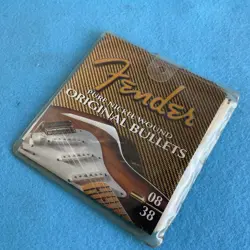 Fender
PURE NICKEL WOUND
ORIGINAL BULLETS
08
38